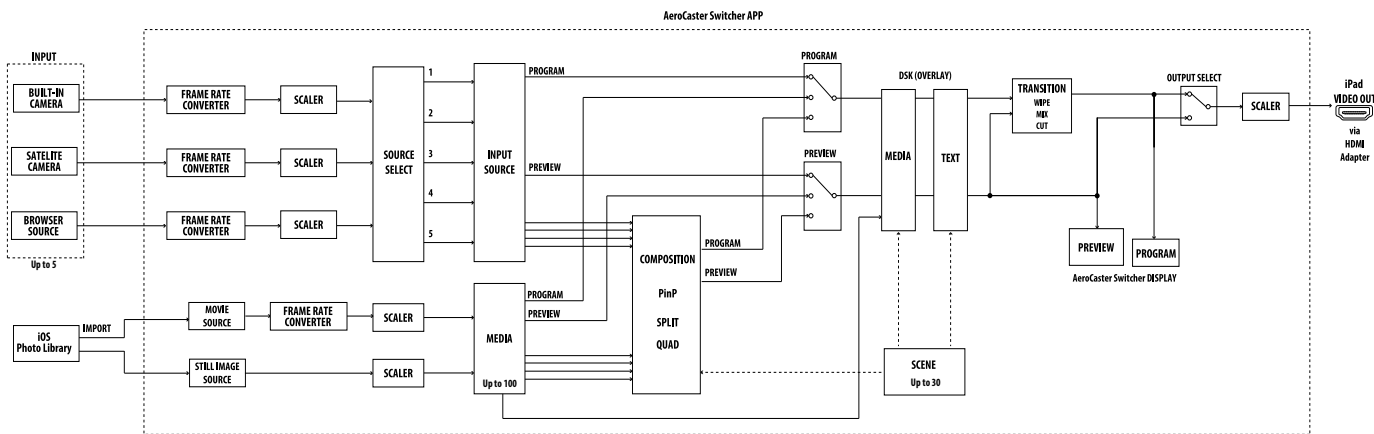 AeroCaster Switcher APP
INPUT
BUILT-IN
CAMERA
SATELITE
CAMERA
BROWSER
SOURCE
Up to 5
FRAME RATE
CONVERTER
SCALER
FRAME RATE
CONVERTER
SCALER
FRAME RATE
CONVERTER
SCALER
SOURCE
SELECT
1
2
3
4
5
INPUT
SOURCE
PROGRAM
PREVIEW
iOS
Photo Library
IMPORT
MOVIE
SOURCE
FRAME RATE
CONVERTER
SCALER
STILL IMAGE
SOURCE
SCALER
MEDIA
Up to 100
PROGRAM
PREVIEW
COMPOSITION
PinP
SPLIT
QUAD
PROGRAM
PREVIEW
PROGRAM
PREVIEW
DSK (OVERLAY)
MEDIA
TEXT
SCENE
Up to 30
TRANSITION
WIPE
MIX
CUT
PREVIEW
PROGRAM
AeroCaster Switcher DISPLAY
OUTPUT SELECT
SCALER
iPad
VIDEO OUT
via
HDMI
Adapter